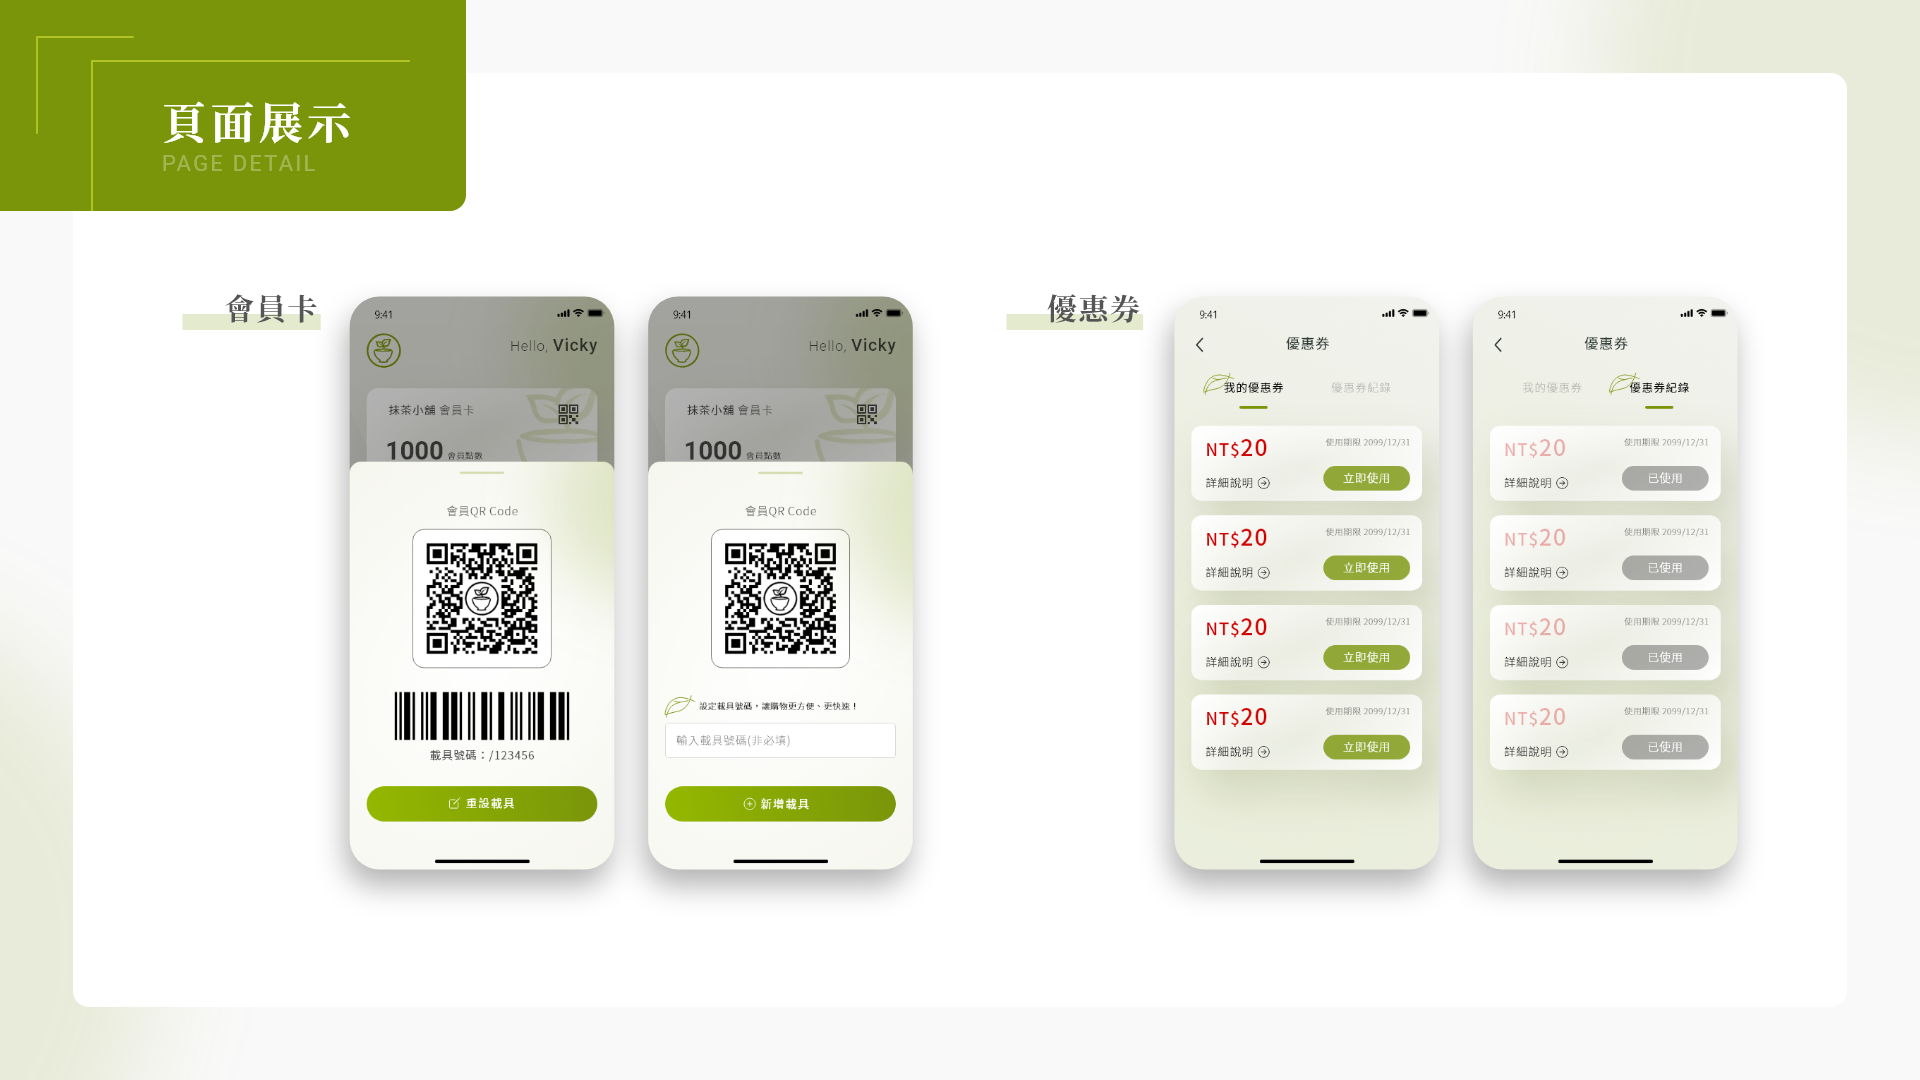 頁面展示
PAGE DETAIL
會員卡
9:41
Hello, Vicky
抹茶小舖 會員卡
1000 會員點數
會員QR Code
載具號碼：/123456
重設載具
9:41
Hello, Vicky
抹茶小舖 會員卡
1000 會員點數
會員QR Code
設定載具號碼，讓購物更方便、更快速！
輸入載具號碼(非必填)
新增載具
優惠券
9:41
優惠券
我的優惠券 優惠券紀錄
NT$20 使用期限 2099/12/31
詳細說明 立即使用
NT$20 使用期限 2099/12/31
詳細說明 立即使用
NT$20 使用期限 2099/12/31
詳細說明 立即使用
NT$20 使用期限 2099/12/31
詳細說明 立即使用
9:41
優惠券
我的優惠券 優惠券紀錄
NT$20 使用期限 2099/12/31
詳細說明 已使用
NT$20 使用期限 2099/12/31
詳細說明 已使用
NT$20 使用期限 2099/12/31
詳細說明 已使用
NT$20 使用期限 2099/12/31
詳細說明 已使用